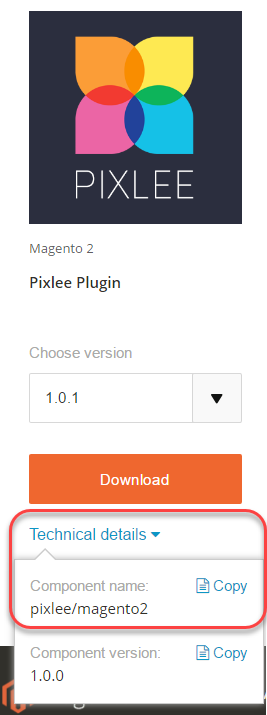 PIXLEE
Magento 2
Pixlee Plugin
Choose version
1.0.1
Download
Technical details
Component name: Copy
pixlee/magento2
Component version: Copy
1.0.0